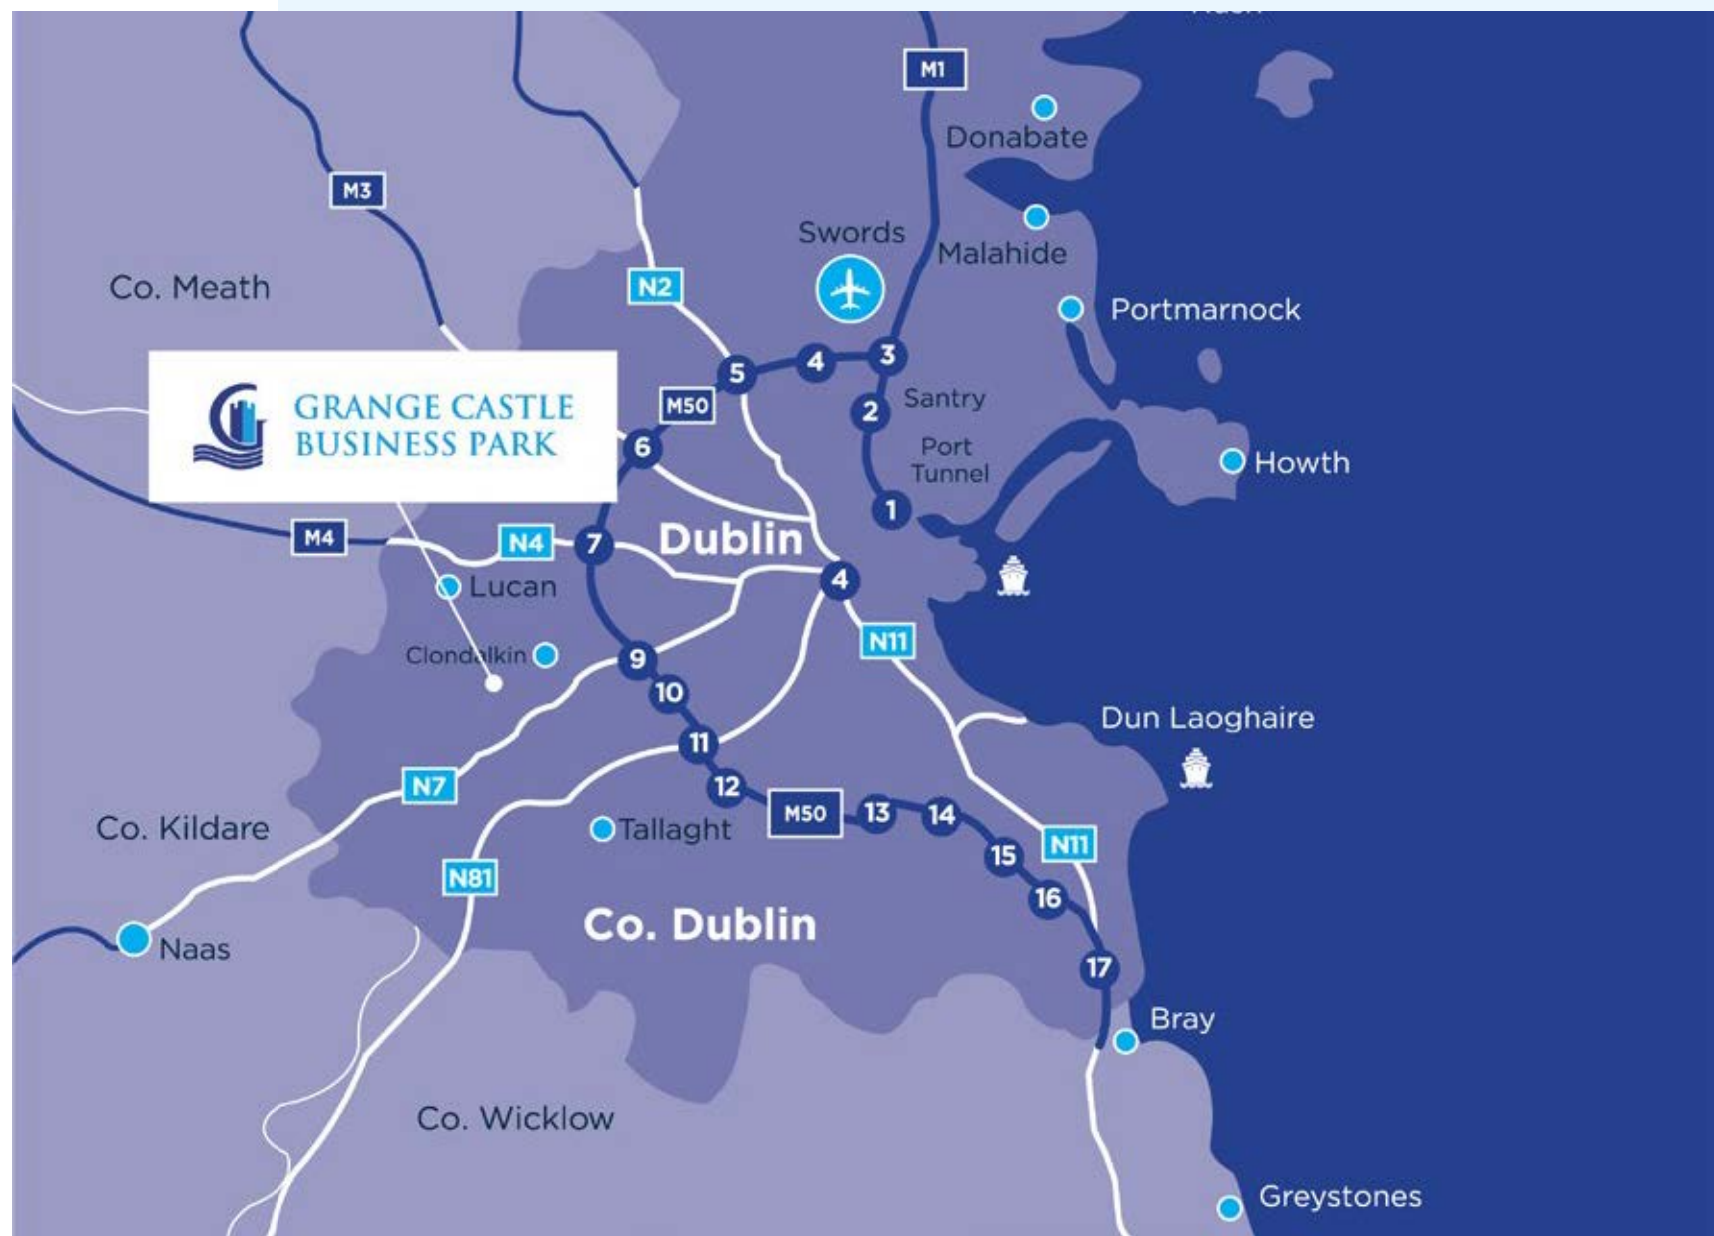 M1
Donabate
M3
Swords
Malahide
Co. Meath
N2
Portmarnock
3
4
5
M50
Santry
2
GRANGE CASTLE
BUSINESS PARK
6
Port
Tunnel
Howth
1
M4
N4
7
Dublin
4
Lucan
N11
Clondalkin
9
10
Dun Laoghaire
11
N7
12
M50
13
14
Co. Kildare
Tallaght
N11
15
N81
16
Co. Dublin
Naas
17
Bray
Co. Wicklow
Greystones